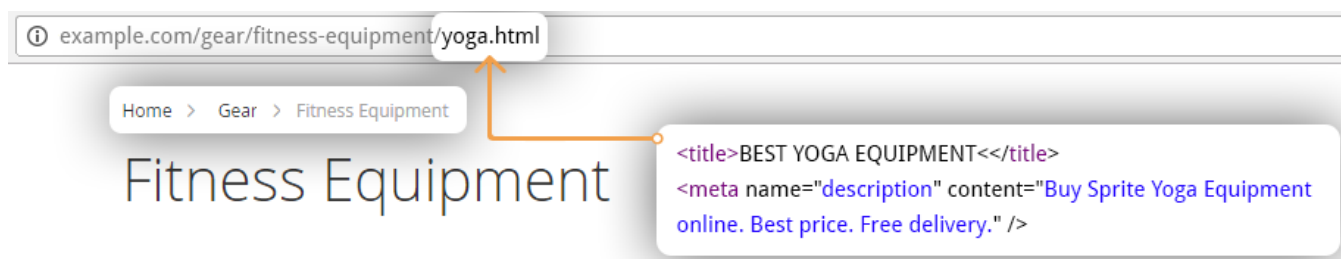 example.com/gear/fitness-equipment/yoga.html
Home > Gear > Fitness Equipment
Fitness Equipment
<title>BEST YOGA EQUIPMENT<</title>
<meta name="description" content="Buy Sprite Yoga Equipment
online. Best price. Free delivery." />